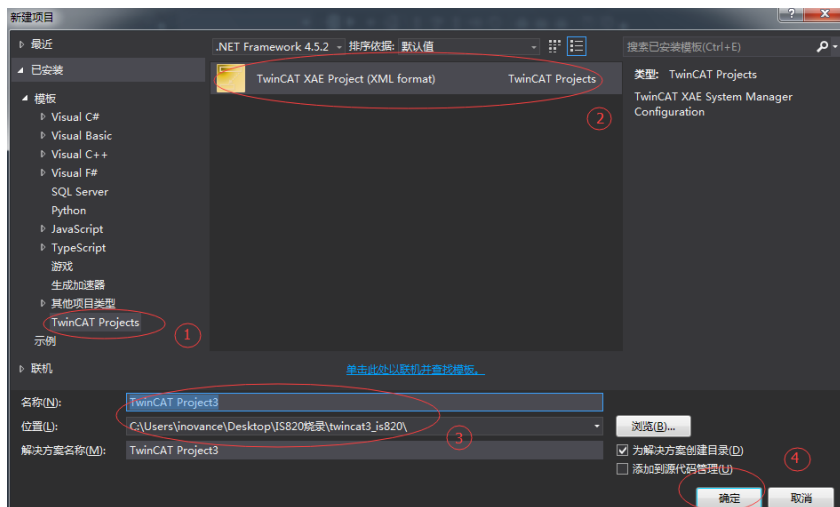 新建项目
最近
已安装
模板
Visual C#
Visual Basic
Visual C++
Visual F#
SQL Server
Python
JavaScript
TypeScript
游戏
生成加速器
其他项目类型
TwinCAT Projects
示例
联机
.NET Framework 4.5.2 排序依据: 默认值
TwinCAT XAE Project (XML format) TwinCAT Projects
②
①
单击此处以联机并查找模板。
搜索已安装模板(Ctrl+E)
类型: TwinCAT Projects
TwinCAT XAE System Manager
Configuration
名称(N): TwinCAT Project3
位置(L): C:\Users\inovance\Desktop\IS820烧录\twincat3_is820\ 浏览(B)...
③
解决方案名称(M): TwinCAT Project3
为解决方案创建目录(D)
添加到源代码管理(U)
④
确定 取消